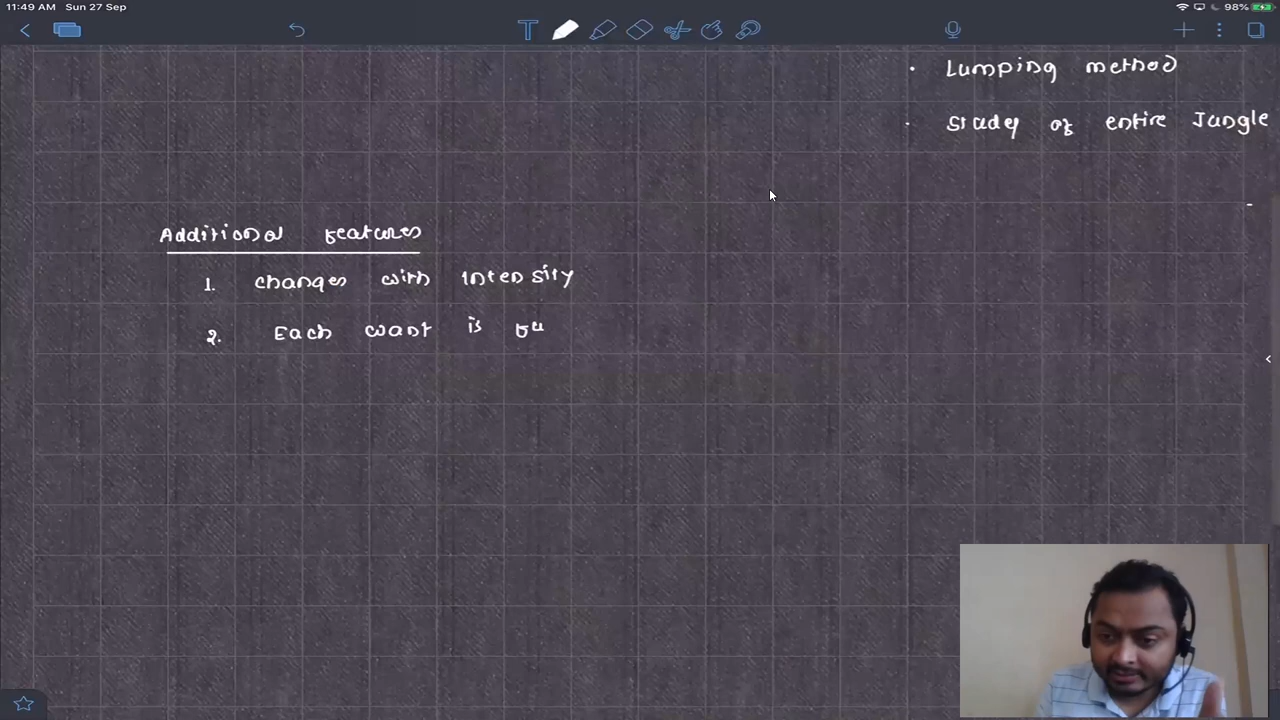 11:49 AM Sun 27 Sep
98%
• Lumping method
• Study of entire Jungle
Additional features
1. changes with intensity
2. Each want is fu